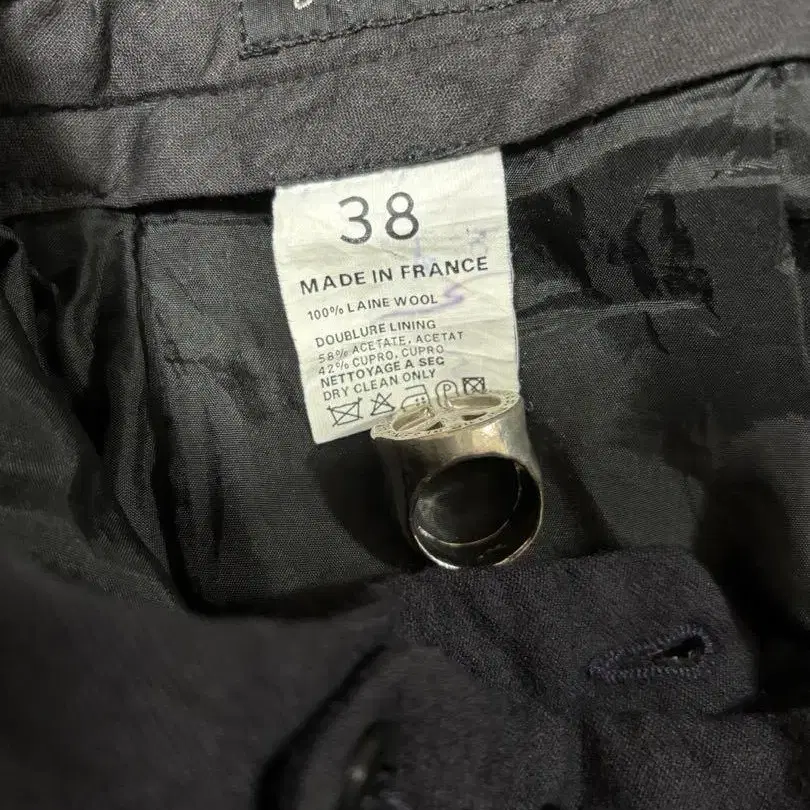 38
MADE IN FRANCE
100% LAINE WOOL
DOUBLURE LINING
58% ACETATE, ACETAT
42% CUPRO, CUPRO
NETTOYAGE A SEC
DRY CLEAN ONLY
P